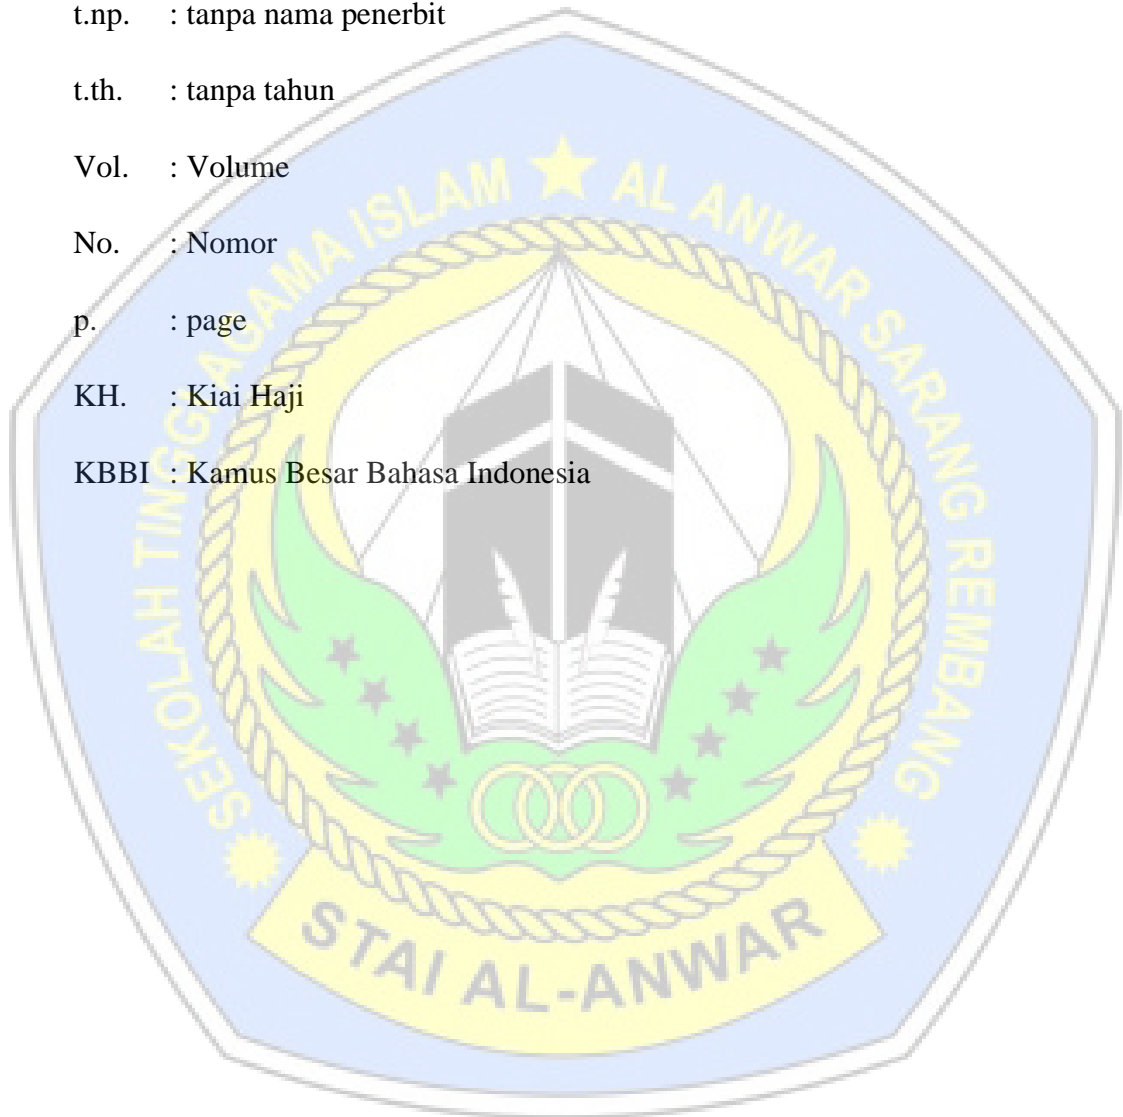 t.np. : tanpa nama penerbit
t.th. : tanpa tahun
Vol. : Volume
No. : Nomor
p. : page
KH. : Kiai Haji
KBBI : Kamus Besar Bahasa Indonesia
SEKOLAH TINGGI AGAMA ISLAM ★ AL ANWAR SARANG REMBANG
STAI AL-ANWAR